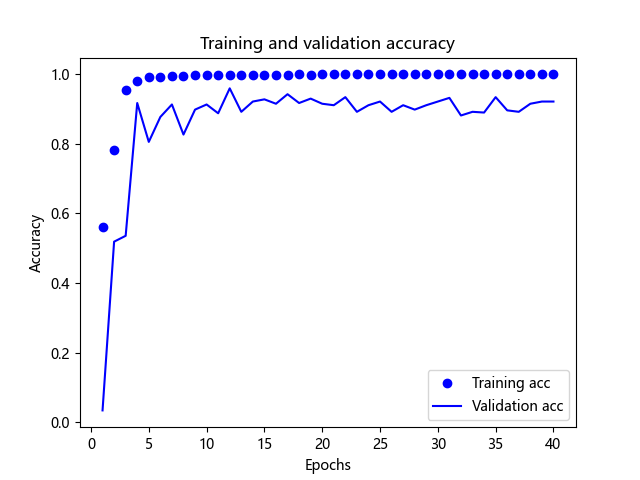 Training and validation accuracy
1.0
0.8
0.6
0.4
0.2
0.0
Accuracy
Training acc
Validation acc
0 5 10 15 20 25 30 35 40
Epochs